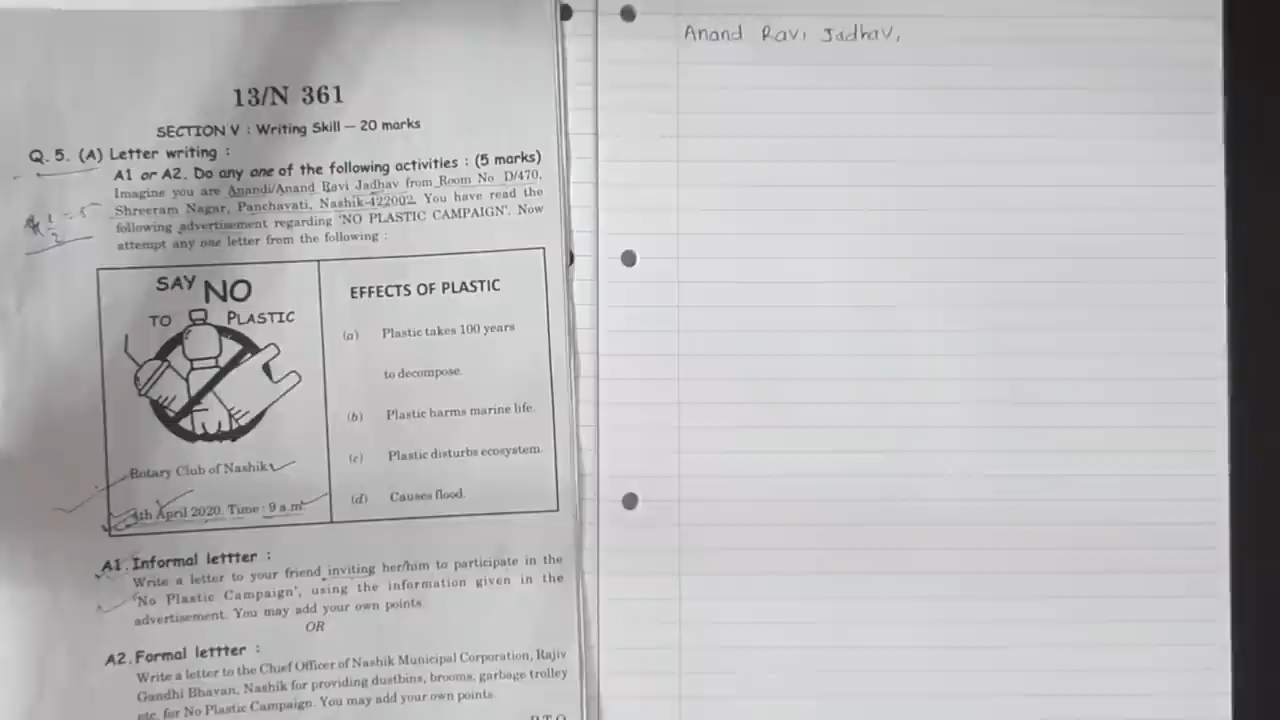 13/N 361
SECTION V : Writing Skill – 20 marks
Q. 5. (A) Letter writing :
A1 or A2. Do any one of the following activities : (5 marks)
Imagine you are Anandi/Anand Ravi Jadhav from Room No D/470,
Shreeram Nagar, Panchavati, Nashik-422002. You have read the
following advertisement regarding 'NO PLASTIC CAMPAIGN'. Now
attempt any one letter from the following :
SAY NO
TO PLASTIC
Rotary Club of Nashik
4th April 2020. Time : 9 a.m.
EFFECTS OF PLASTIC
(a) Plastic takes 100 years
to decompose.
(b) Plastic harms marine life.
(c) Plastic disturbs ecosystem.
(d) Causes flood.
A1. Informal lettter :
Write a letter to your friend inviting her/him to participate in the
'No Plastic Campaign', using the information given in the
advertisement. You may add your own points.
OR
A2. Formal lettter :
Write a letter to the Chief Officer of Nashik Municipal Corporation, Rajiv
Gandhi Bhavan, Nashik for providing dustbins, brooms, garbage trolley
etc. for No Plastic Campaign. You may add your own points.
P.T.O
Anand Ravi Jadhav,